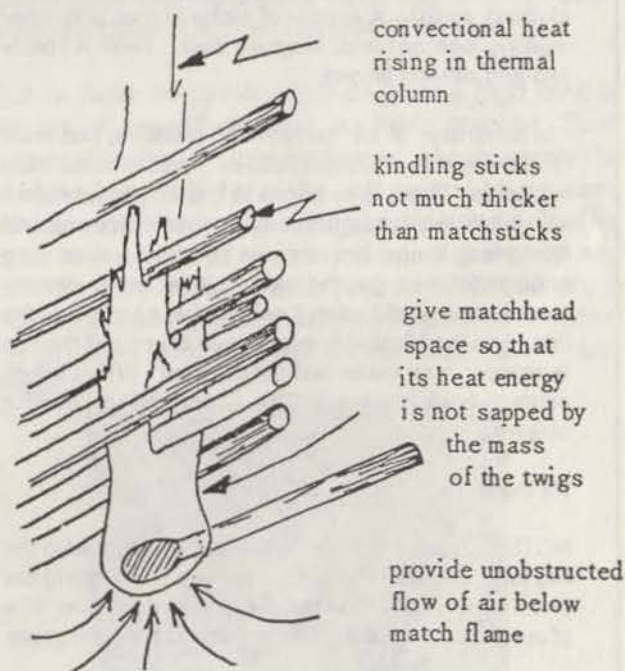 convectional heat
rising in thermal
column
kindling sticks
not much thicker
than matchsticks
give matchhead
space so that
its heat energy
is not sapped by
the mass
of the twigs
provide unobstructed
flow of air below
match flame